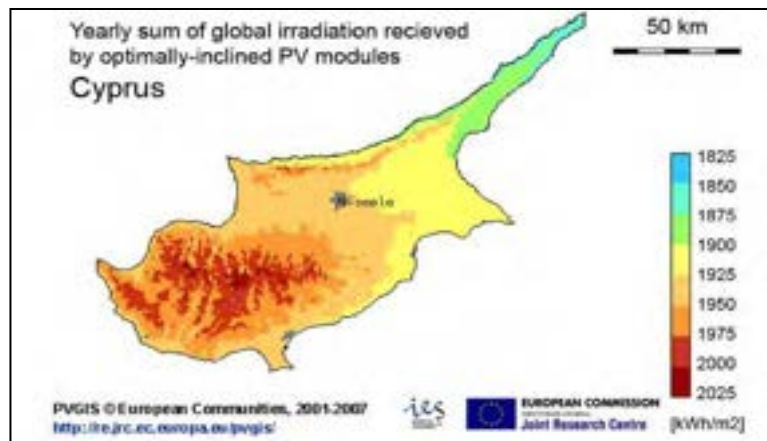 Yearly sum of global irradiation recieved
by optimally-inclined PV modules
Cyprus
50 km
1825
1850
1875
1900
1925
1950
1975
2000
2025
[kWh/m2]
PVGIS © European Communities, 2001-2007
http://re.jrc.ec.europa.eu/pvgis/
ies
EUROPEAN COMMISSION
Joint Research Centre